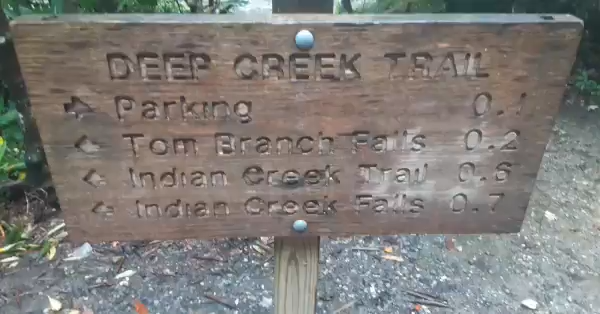 DEEP CREEK TRAIL
→ Parking 0.1
← Tom Branch Falls 0.2
← Indian Creek Trail 0.6
← Indian Creek Falls 0.7